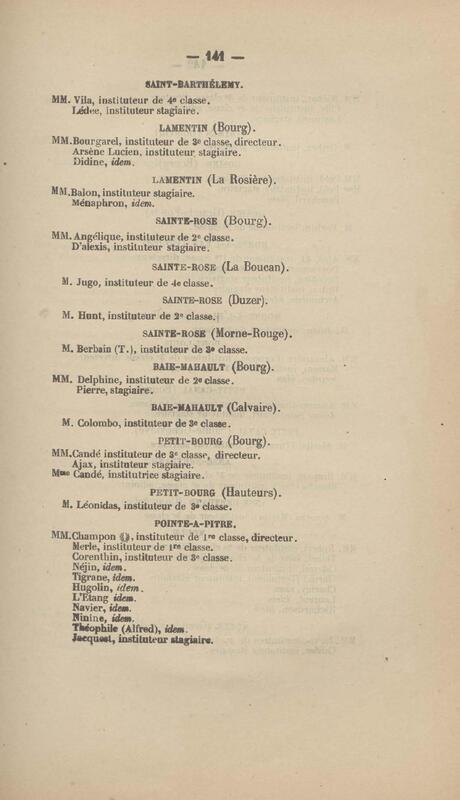 — 141 —
SAINT-BARTHÉLEMY.
MM. Vila, instituteur de 4e classe.
Lédée, instituteur stagiaire.
LAMENTIN (Bourg).
MM. Bourgarel, instituteur de 3e classe, directeur.
Arsène Lucien, instituteur stagiaire.
Didine, idem.
LAMENTIN (La Rosière).
MM. Balon, instituteur stagiaire.
Ménaphron, idem.
SAINTE-ROSE (Bourg).
MM. Angélique, instituteur de 2e classe.
D'alexis, instituteur stagiaire.
SAINTE-ROSE (La Boucan).
M. Jugo, instituteur de 4e classe.
SAINTE-ROSE (Duzer).
M. Hunt, instituteur de 2e classe.
SAINTE-ROSE (Morne-Rouge).
M. Berbain (T.), instituteur de 3e classe.
BAIE-MAHAULT (Bourg).
MM. Delphine, instituteur de 2e classe.
Pierre, stagiaire.
BAIE-MAHAULT (Calvaire).
M. Colombo, instituteur de 3e classe.
PETIT-BOURG (Bourg).
MM. Candé instituteur de 3e classe, directeur.
Ajax, instituteur stagiaire.
Mme Candé, institutrice stagiaire.
PETIT-BOURG (Hauteurs).
M. Léonidas, instituteur de 3e classe.
POINTE-A-PITRE.
MM. Champon, instituteur de 1re classe, directeur.
Merle, instituteur de 1re classe.
Corenthin, instituteur de 3e classe.
Néjin, idem.
Tigrane, idem.
Hugolin, idem.
L'Etang idem.
Navier, idem.
Ninine, idem.
Théophile (Alfred), idem.
Jacquest, instituteur stagiaire.